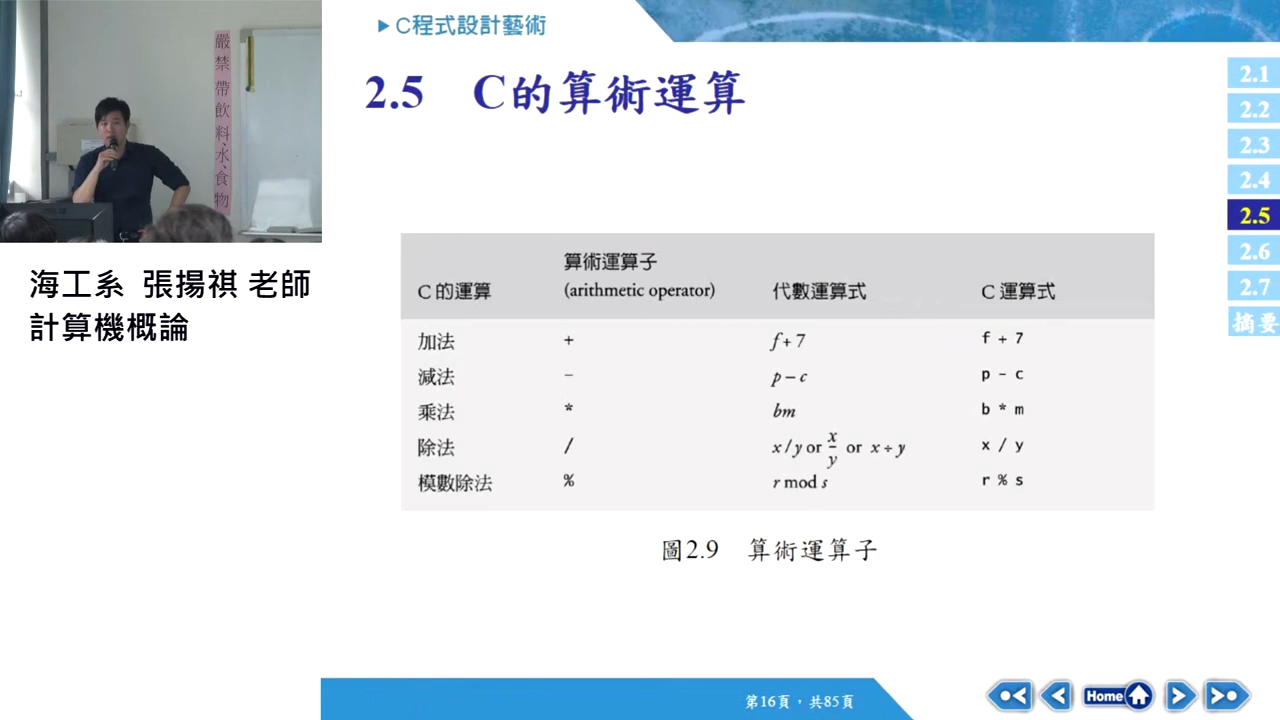 嚴禁帶飲料、水、食物
海工系 張揚祺 老師
計算機概論
C程式設計藝術
2.5 C的算術運算
C 的運算 算術運算子 (arithmetic operator) 代數運算式 C 運算式
加法 + f + 7 f + 7
減法 – p – c p - c
乘法 * bm b * m
除法 / x / y or x/y or x ÷ y x / y
模數除法 % r mod s r % s
圖2.9 算術運算子
2.1
2.2
2.3
2.4
2.5
2.6
2.7
摘要
第16頁，共85頁
Home